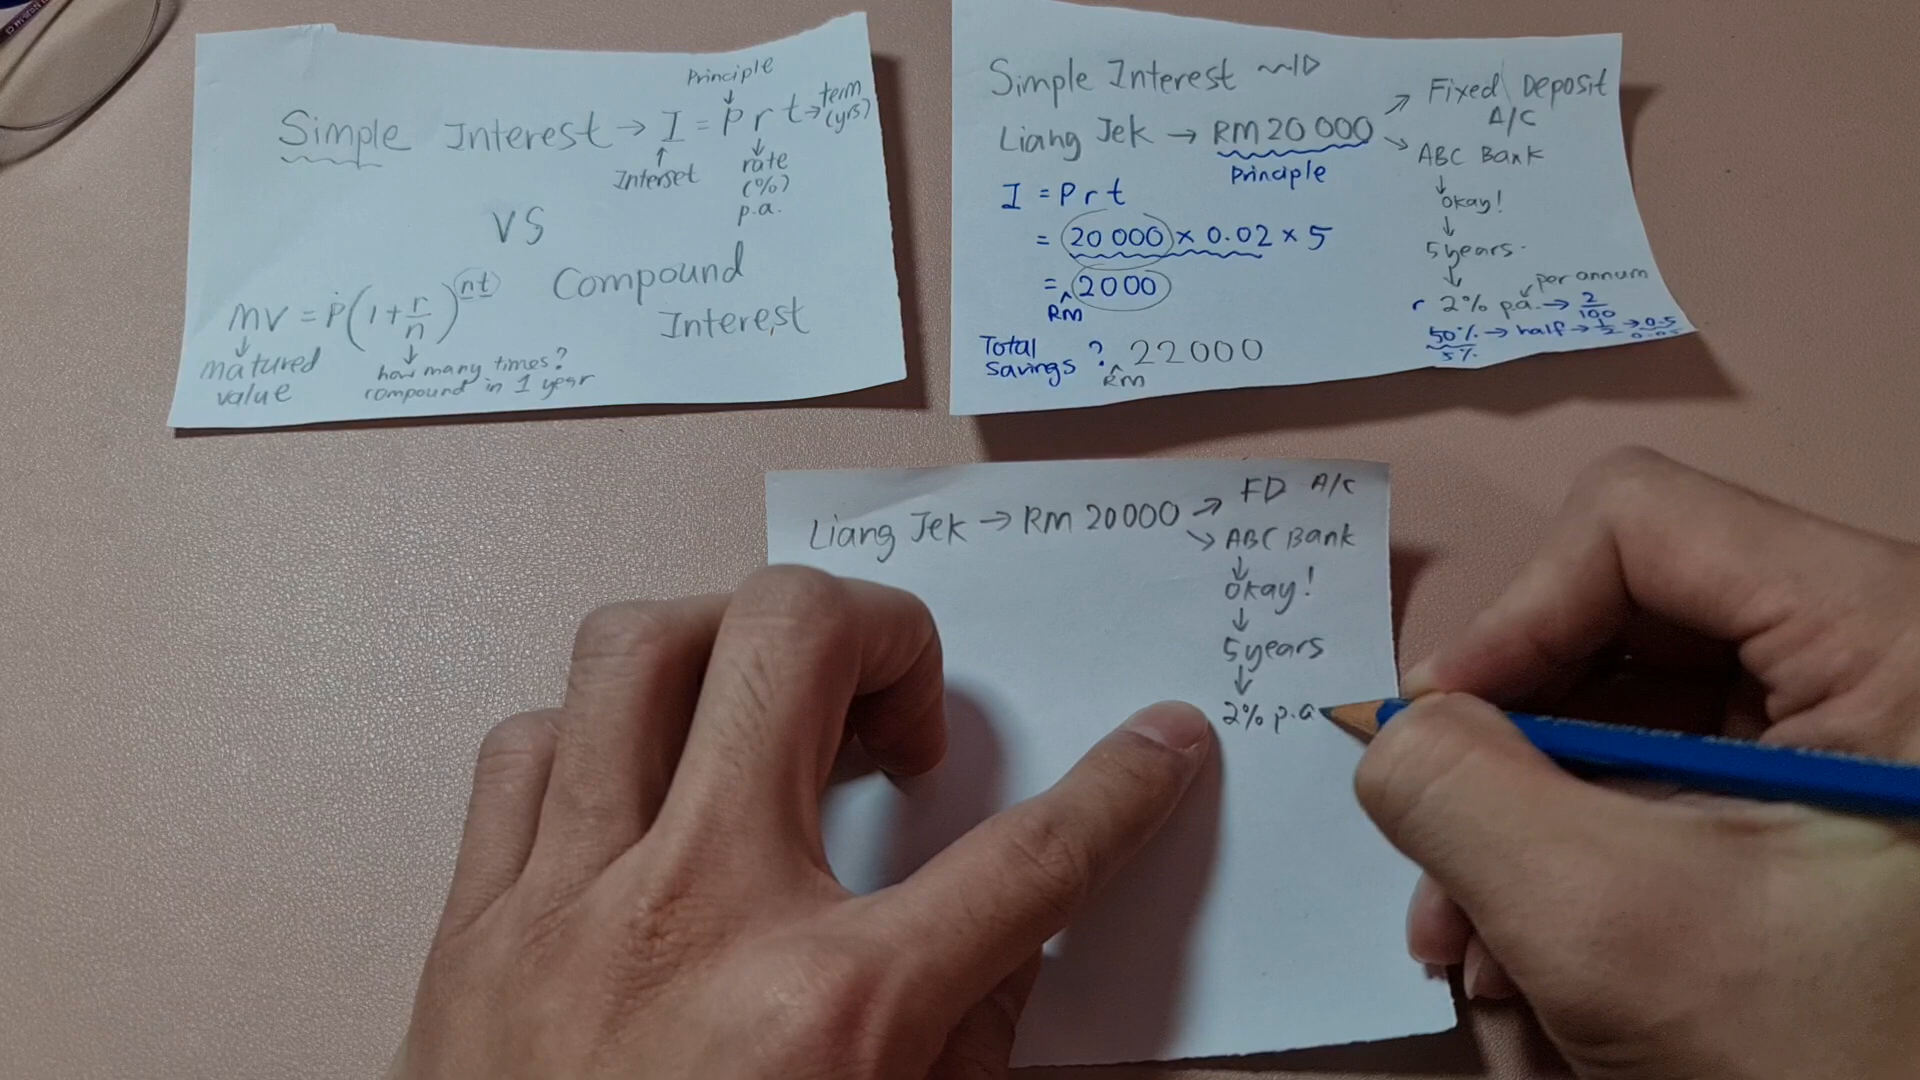 Principle
Simple Interest → I = P r t → term
(yrs)
Interset
rate
(%)
p.a.
VS
Compound
Interest
MV = P(1 + r/n)^(nt)
matured
value
how many times?
compound in 1 year
Simple Interest
Liang Jek → RM 20 000
Principle
Fixed Deposit
A/C
ABC Bank
okay!
5 years.
per annum
r 2% p.a. → 2/100
50% → half → 1/2 → 0.5
5%
I = P r t
= 20 000 × 0.02 × 5
= 2000
RM
Total
savings ? 22000
RM
Liang Jek → RM 20000
FD A/C
ABC Bank
okay!
5 years
2% p.a